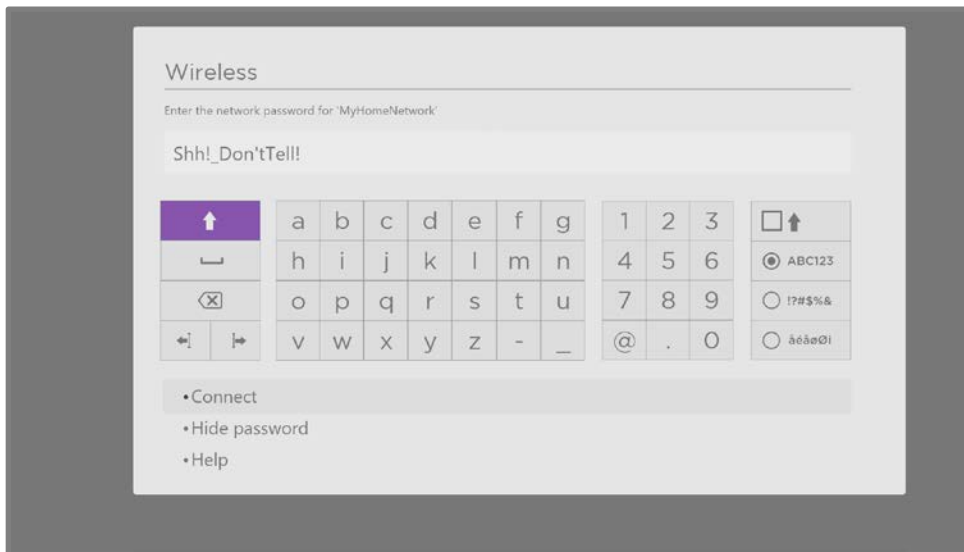 Wireless
Enter the network password for 'MyHomeNetwork'
Shh!_Don'tTell!
a b c d e f g 1 2 3
h i j k l m n 4 5 6 ABC123
o p q r s t u 7 8 9 !?#$%&
v w x y z - _ @ . 0 áéåøØi
•Connect
•Hide password
•Help